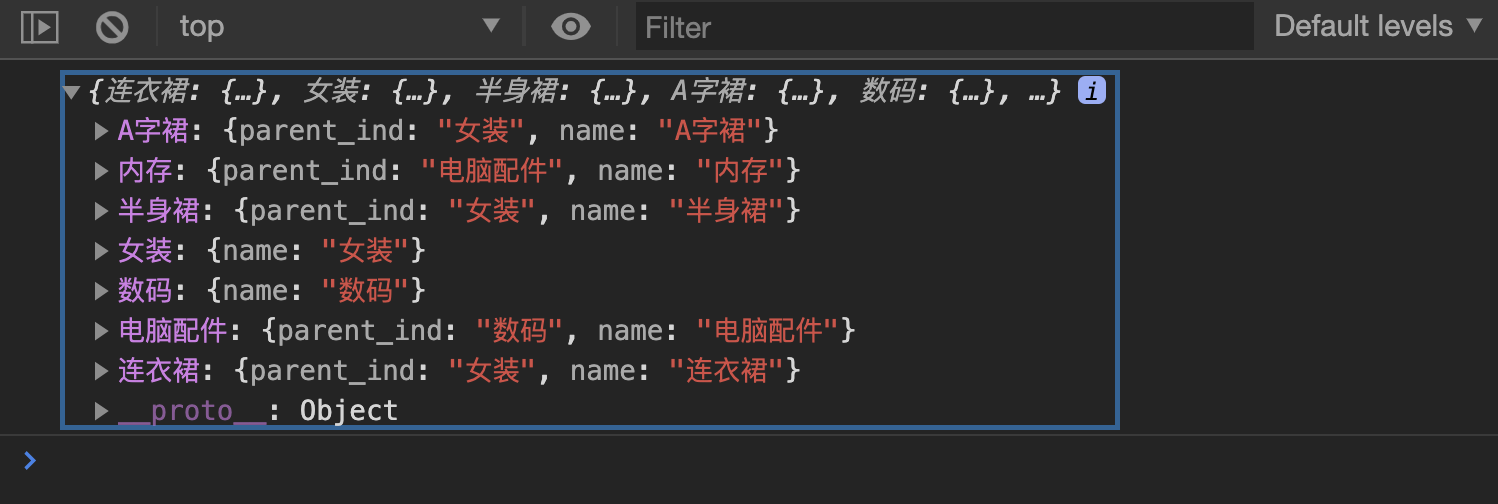 top Filter Default levels
{连衣裙: {…}, 女装: {…}, 半身裙: {…}, A字裙: {…}, 数码: {…}, …} i
A字裙: {parent_ind: "女装", name: "A字裙"}
内存: {parent_ind: "电脑配件", name: "内存"}
半身裙: {parent_ind: "女装", name: "半身裙"}
女装: {name: "女装"}
数码: {name: "数码"}
电脑配件: {parent_ind: "数码", name: "电脑配件"}
连衣裙: {parent_ind: "女装", name: "连衣裙"}
__proto__: Object